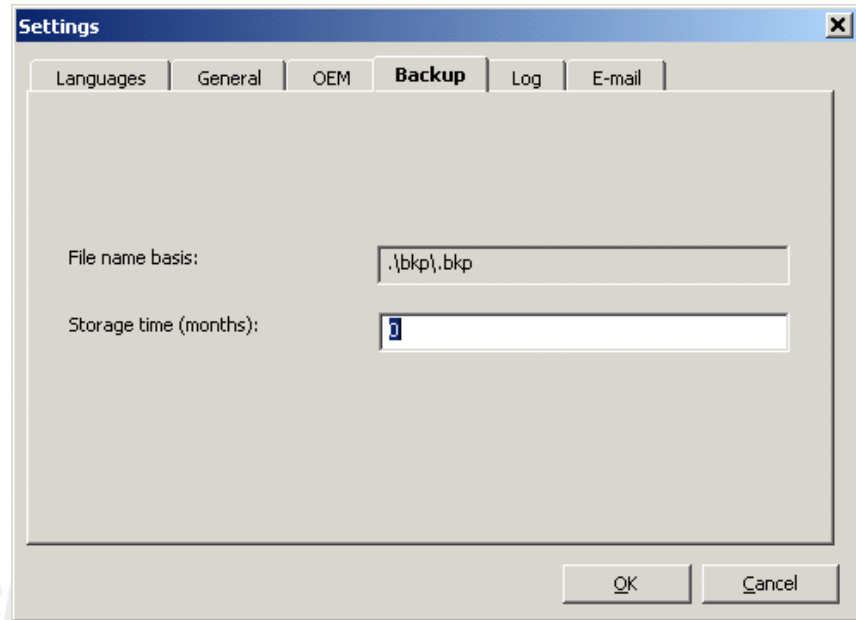 Settings
Languages General OEM Backup Log E-mail
File name basis: .\bkp\.bkp
Storage time (months): 0
OK Cancel